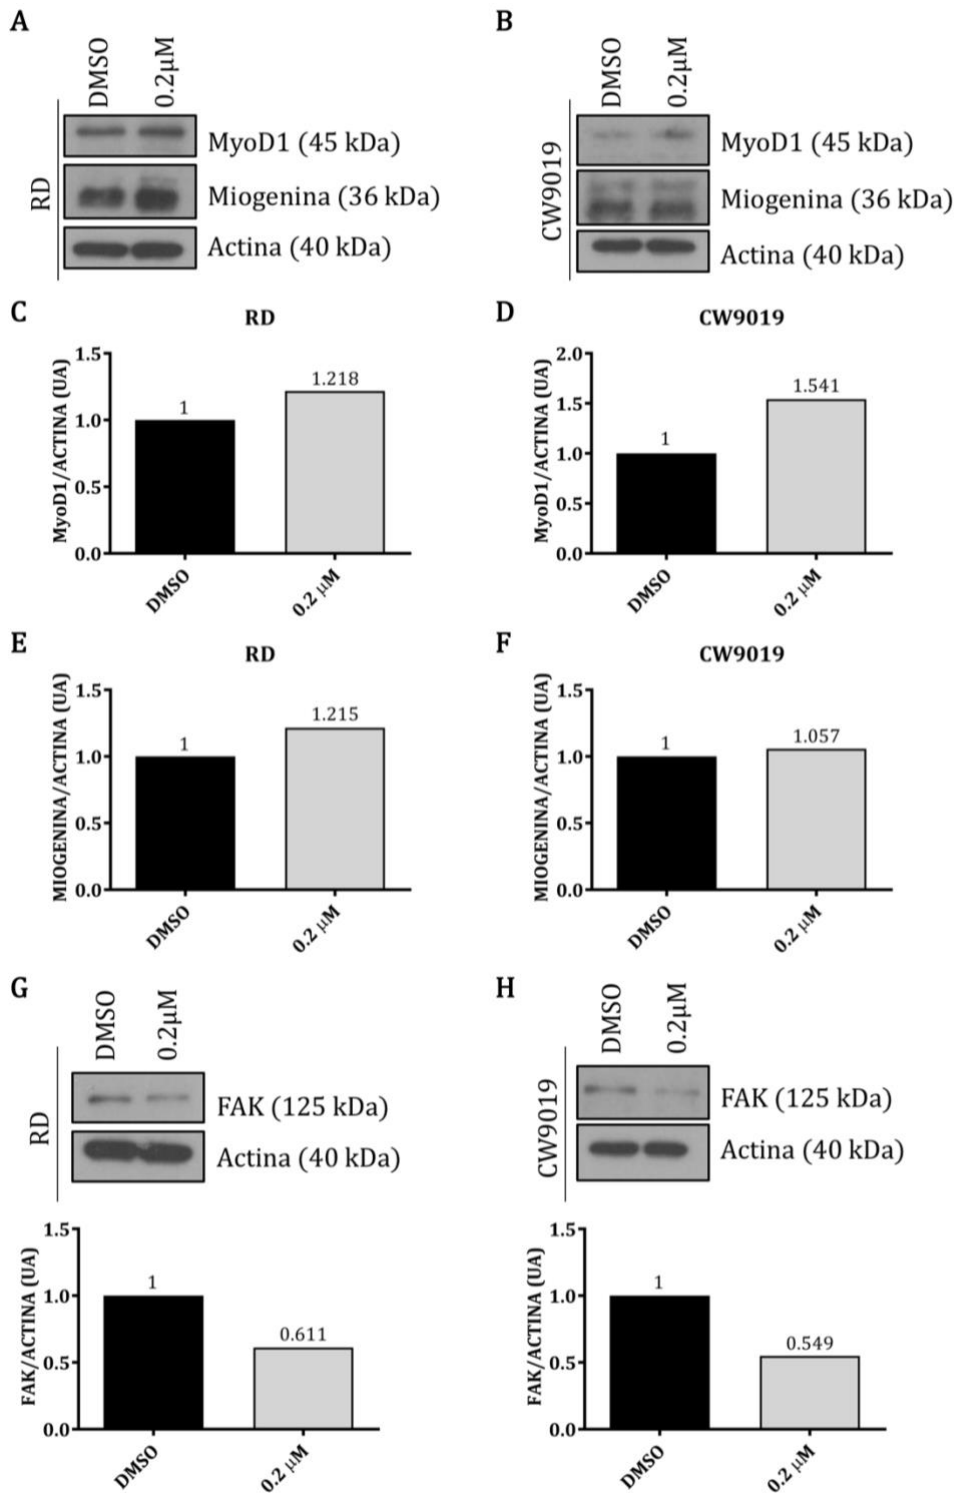 A
DMSO
0.2µM
RD
MyoD1 (45 kDa)
Miogenina (36 kDa)
Actina (40 kDa)
B
DMSO
0.2µM
CW9019
MyoD1 (45 kDa)
Miogenina (36 kDa)
Actina (40 kDa)
C
RD
MyoD1/ACTINA (UA)
1.5
1.0
0.5
0.0
1
1.218
DMSO
0.2 µM
D
CW9019
MyoD1/ACTINA (UA)
2.0
1.5
1.0
0.5
0.0
1
1.541
DMSO
0.2 µM
E
RD
MIOGENINA/ACTINA (UA)
1.5
1.0
0.5
0.0
1
1.215
DMSO
0.2 µM
F
CW9019
MIOGENINA/ACTINA (UA)
1.5
1.0
0.5
0.0
1
1.057
DMSO
0.2 µM
G
DMSO
0.2µM
RD
FAK (125 kDa)
Actina (40 kDa)
FAK/ACTINA (UA)
1.5
1.0
0.5
0.0
1
0.611
DMSO
0.2 µM
H
DMSO
0.2µM
CW9019
FAK (125 kDa)
Actina (40 kDa)
FAK/ACTINA (UA)
1.5
1.0
0.5
0.0
1
0.549
DMSO
0.2 µM